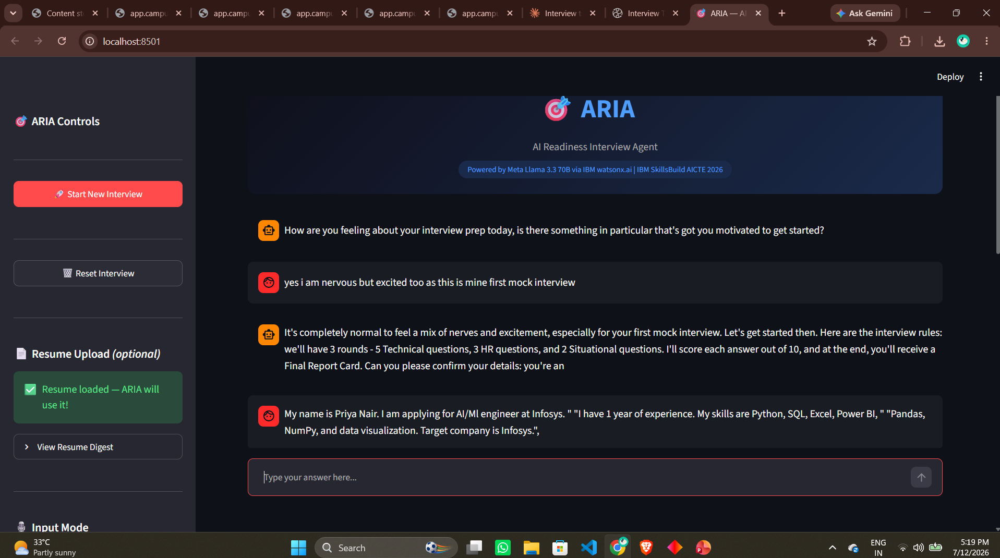 Content st
app.campu
app.campu
app.campu
app.campu
app.campu
Interview t
Interview T
ARIA — AI
Ask Gemini
localhost:8501
Deploy
ARIA Controls
Start New Interview
Reset Interview
Resume Upload (optional)
Resume loaded — ARIA will
use it!
View Resume Digest
Input Mode
ARIA
AI Readiness Interview Agent
Powered by Meta Llama 3.3 70B via IBM watsonx.ai | IBM SkillsBuild AICTE 2026
How are you feeling about your interview prep today, is there something in particular that's got you motivated to get started?
yes i am nervous but excited too as this is mine first mock interview
It's completely normal to feel a mix of nerves and excitement, especially for your first mock interview. Let's get started then. Here are the interview rules:
we'll have 3 rounds - 5 Technical questions, 3 HR questions, and 2 Situational questions. I'll score each answer out of 10, and at the end, you'll receive a
Final Report Card. Can you please confirm your details: you're an
My name is Priya Nair. I am applying for AI/Ml engineer at Infosys. " "I have 1 year of experience. My skills are Python, SQL, Excel, Power BI, " "Pandas,
NumPy, and data visualization. Target company is Infosys.",
Type your answer here...
33°C
Partly sunny
Search
ENG
IN
5:19 PM
7/12/2026